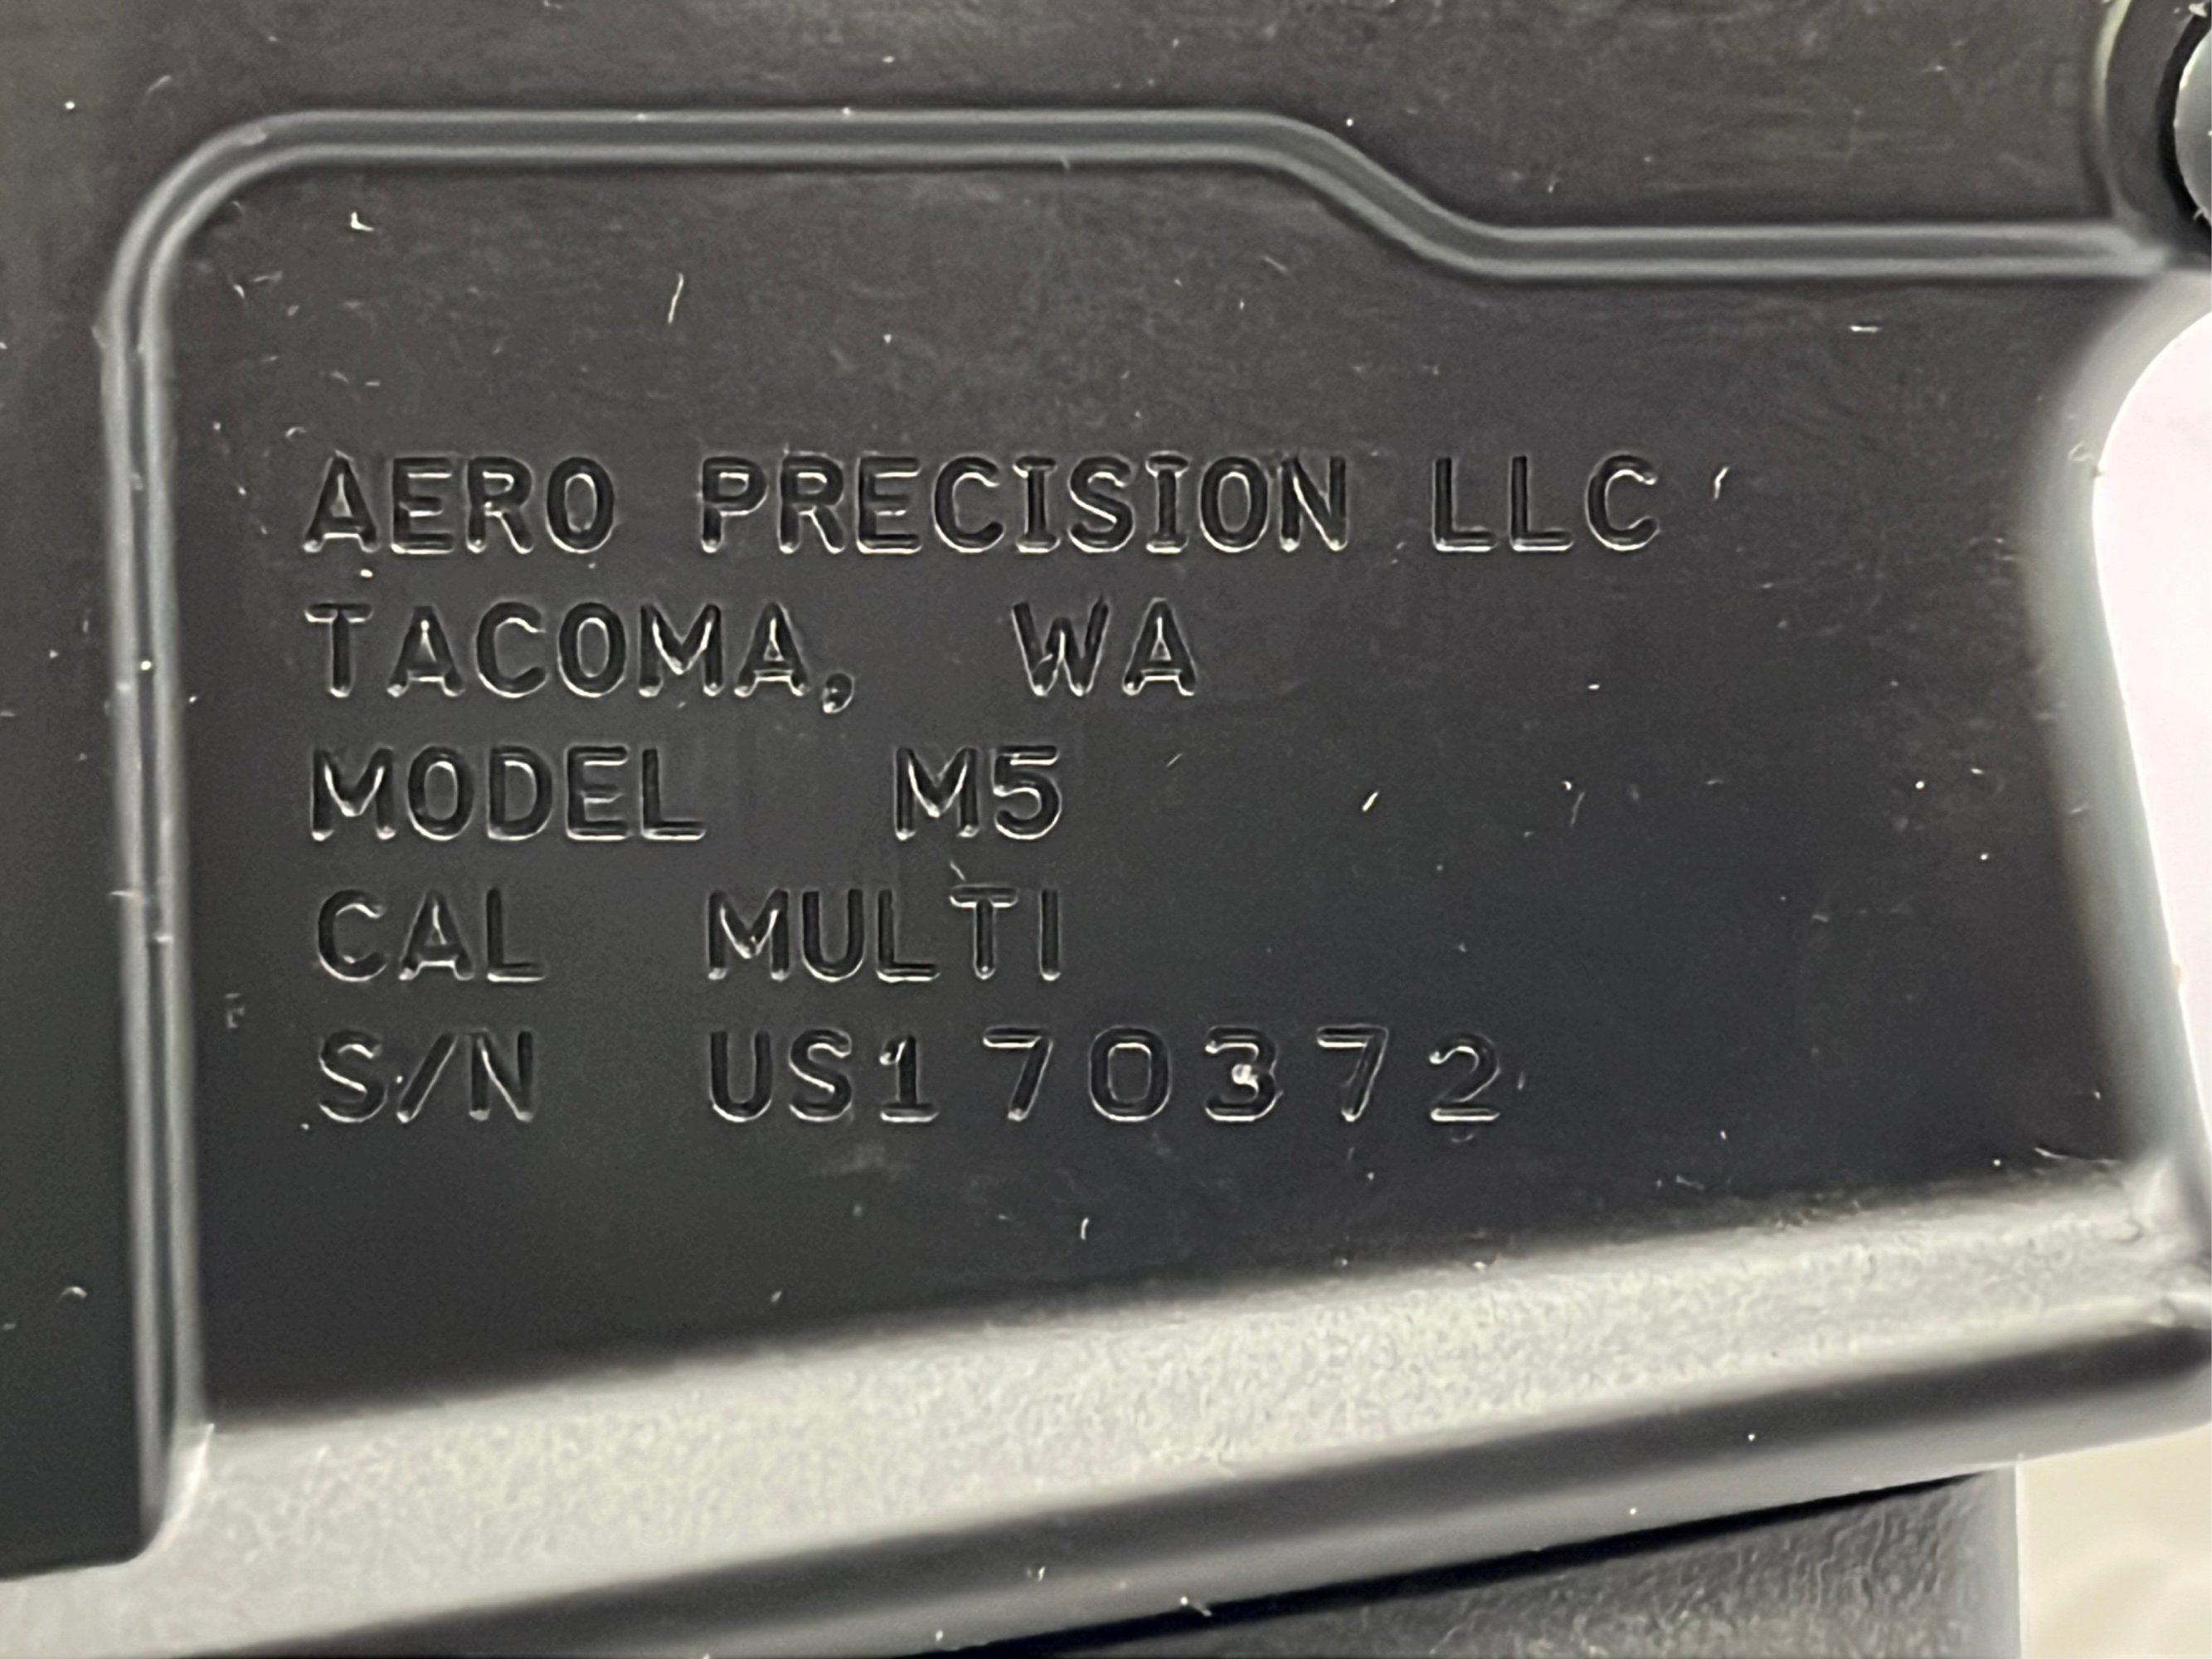 AERO PRECISION LLC
TACOMA, WA
MODEL M5
CAL MULTI
S/N US170372